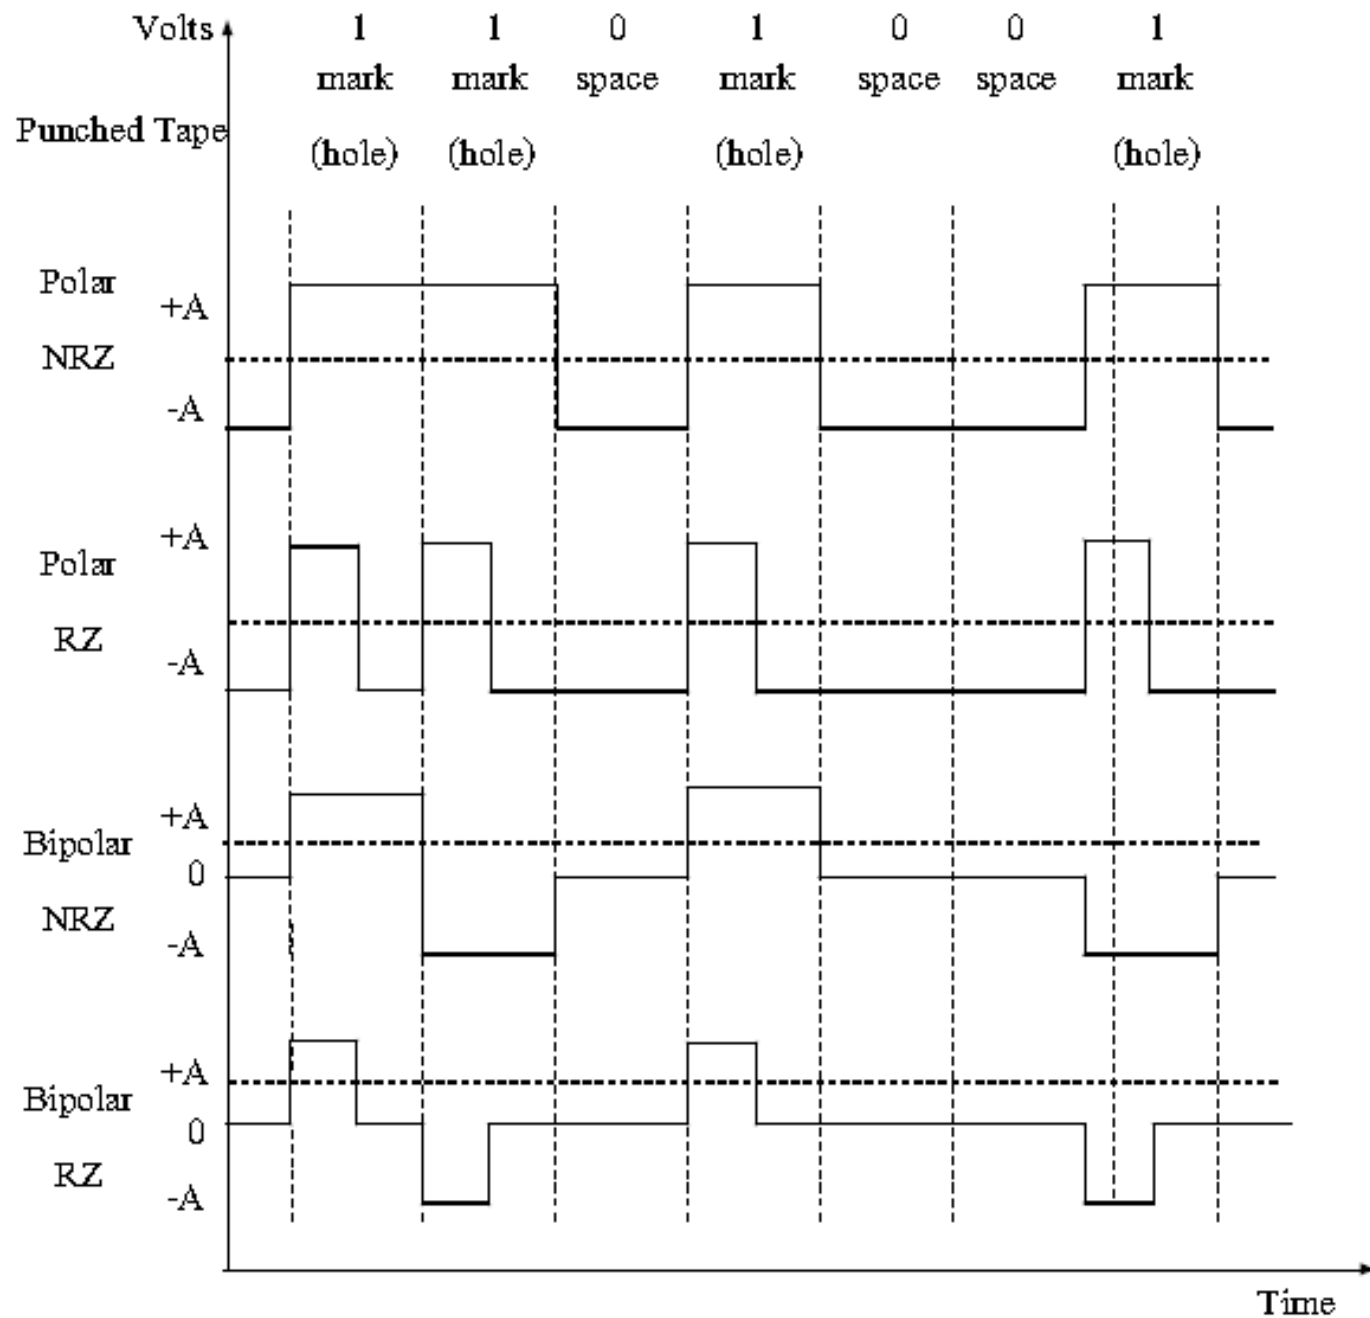 Volts 1 1 0 1 0 0 1
mark mark space mark space space mark
Punched Tape
(hole) (hole) (hole) (hole)
Polar
+A
NRZ
-A
+A
Polar
RZ
-A
+A
Bipolar
0
NRZ
-A
+A
Bipolar
0
RZ
-A
Time